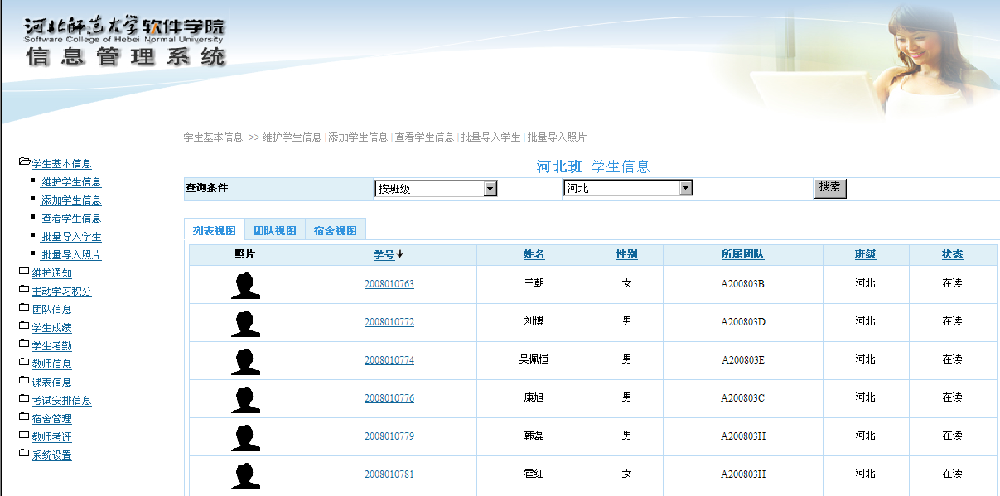 河北师范大学软件学院
Software College of Hebei Normal University
信息管理系统
学生基本信息 >> 维护学生信息 | 添加学生信息 | 查看学生信息 | 批量导入学生 | 批量导入照片
学生基本信息
维护学生信息
添加学生信息
查看学生信息
批量导入学生
批量导入照片
维护通知
主动学习积分
团队信息
学生成绩
学生考勤
教师信息
课表信息
考试安排信息
宿舍管理
教师考评
系统设置
河北班 学生信息
查询条件 按班级 河北 搜索
列表视图 团队视图 宿舍视图
照片 学号 姓名 性别 所属团队 班级 状态
2008010763 王朝 女 A200803B 河北 在读
2008010772 刘博 男 A200803D 河北 在读
2008010774 吴佩恒 男 A200803E 河北 在读
2008010776 康旭 男 A200803C 河北 在读
2008010779 韩磊 男 A200803H 河北 在读
2008010781 霍红 女 A200803H 河北 在读